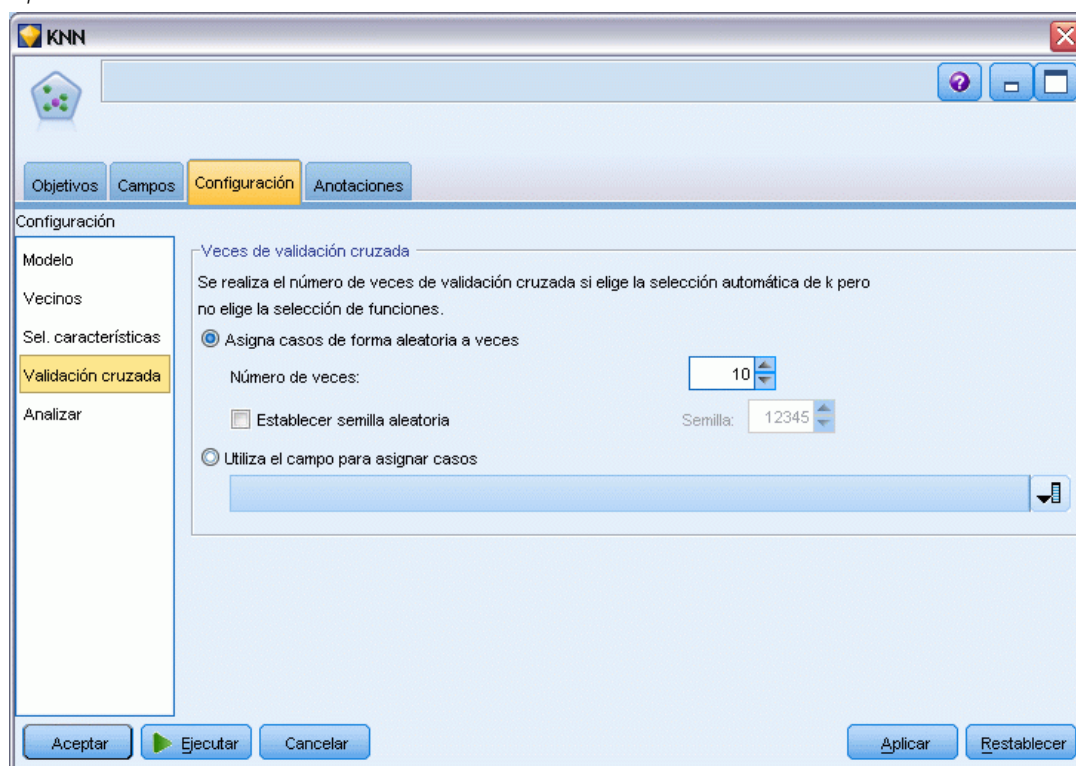 KNN
Objetivos
Campos
Configuración
Anotaciones
Configuración
Modelo
Vecinos
Sel. características
Validación cruzada
Analizar
Veces de validación cruzada
Se realiza el número de veces de validación cruzada si elige la selección automática de k pero
no elige la selección de funciones.
Asigna casos de forma aleatoria a veces
Número de veces: 10
Establecer semilla aleatoria Semilla: 12345
Utiliza el campo para asignar casos
Aceptar
Ejecutar
Cancelar
Aplicar
Restablecer